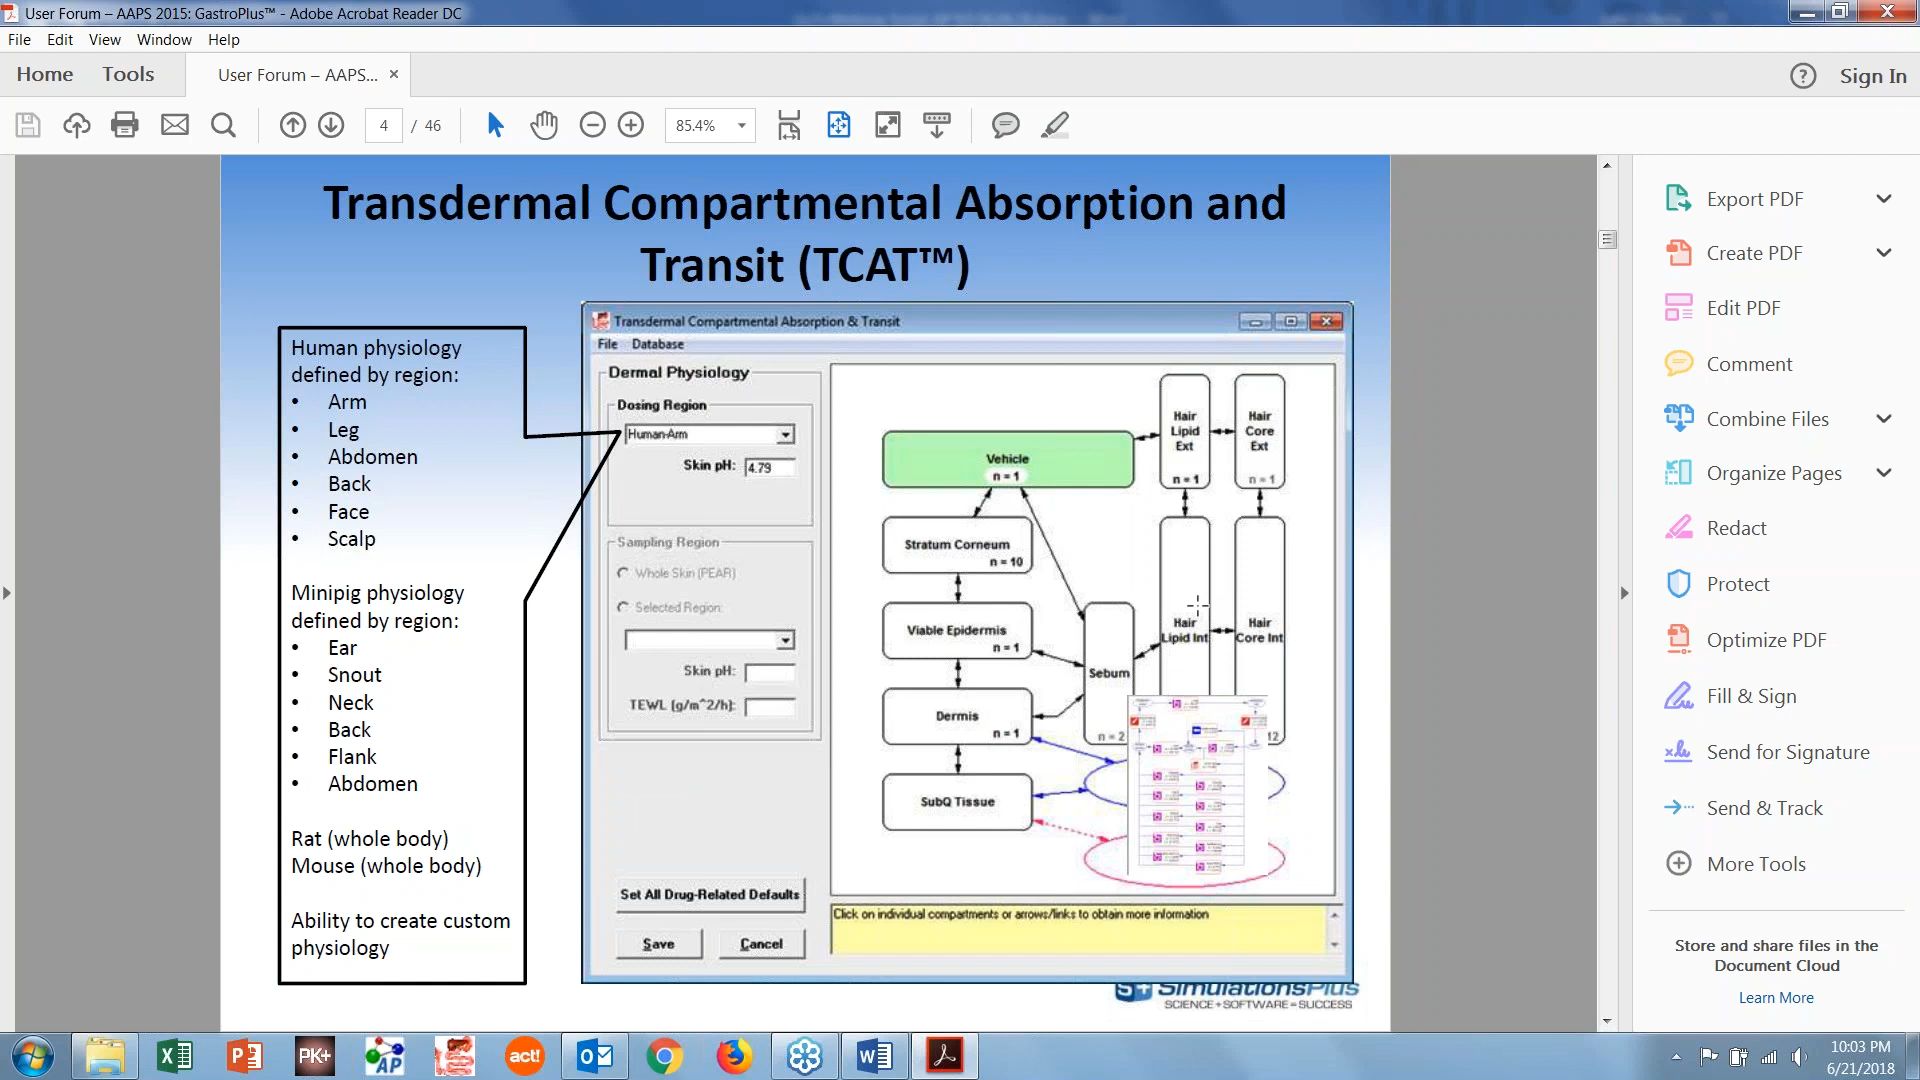 User Forum – AAPS 2015: GastroPlus™ - Adobe Acrobat Reader DC
File Edit View Window Help
Home Tools User Forum – AAPS... × Sign In
4 / 46 85.4%
Transdermal Compartmental Absorption and
Transit (TCAT™)
Human physiology
defined by region:
• Arm
• Leg
• Abdomen
• Back
• Face
• Scalp
Minipig physiology
defined by region:
• Ear
• Snout
• Neck
• Back
• Flank
• Abdomen
Rat (whole body)
Mouse (whole body)
Ability to create custom
physiology
Transdermal Compartmental Absorption & Transit
File Database
Dermal Physiology
Dosing Region
Human-Arm
Skin pH: 4.79
Sampling Region
Whole Skin (PEAR)
Selected Region:
Skin pH:
TEWL [g/m^2/h]:
Set All Drug-Related Defaults
Save Cancel
Vehicle
n = 1
Stratum Corneum
n = 10
Viable Epidermis
n = 1
Dermis
n = 1
SubQ Tissue
Sebum
n = 2
Hair
Lipid
Ext
n = 1
Hair
Core
Ext
n = 1
Hair
Lipid Int
Hair
Core Int
12
Click on individual compartments or arrows/links to obtain more information
S+ SimulationsPlus
SCIENCE + SOFTWARE = SUCCESS
Export PDF
Create PDF
Edit PDF
Comment
Combine Files
Organize Pages
Redact
Protect
Optimize PDF
Fill & Sign
Send for Signature
Send & Track
More Tools
Store and share files in the
Document Cloud
Learn More
PK+ AP act!
10:03 PM
6/21/2018